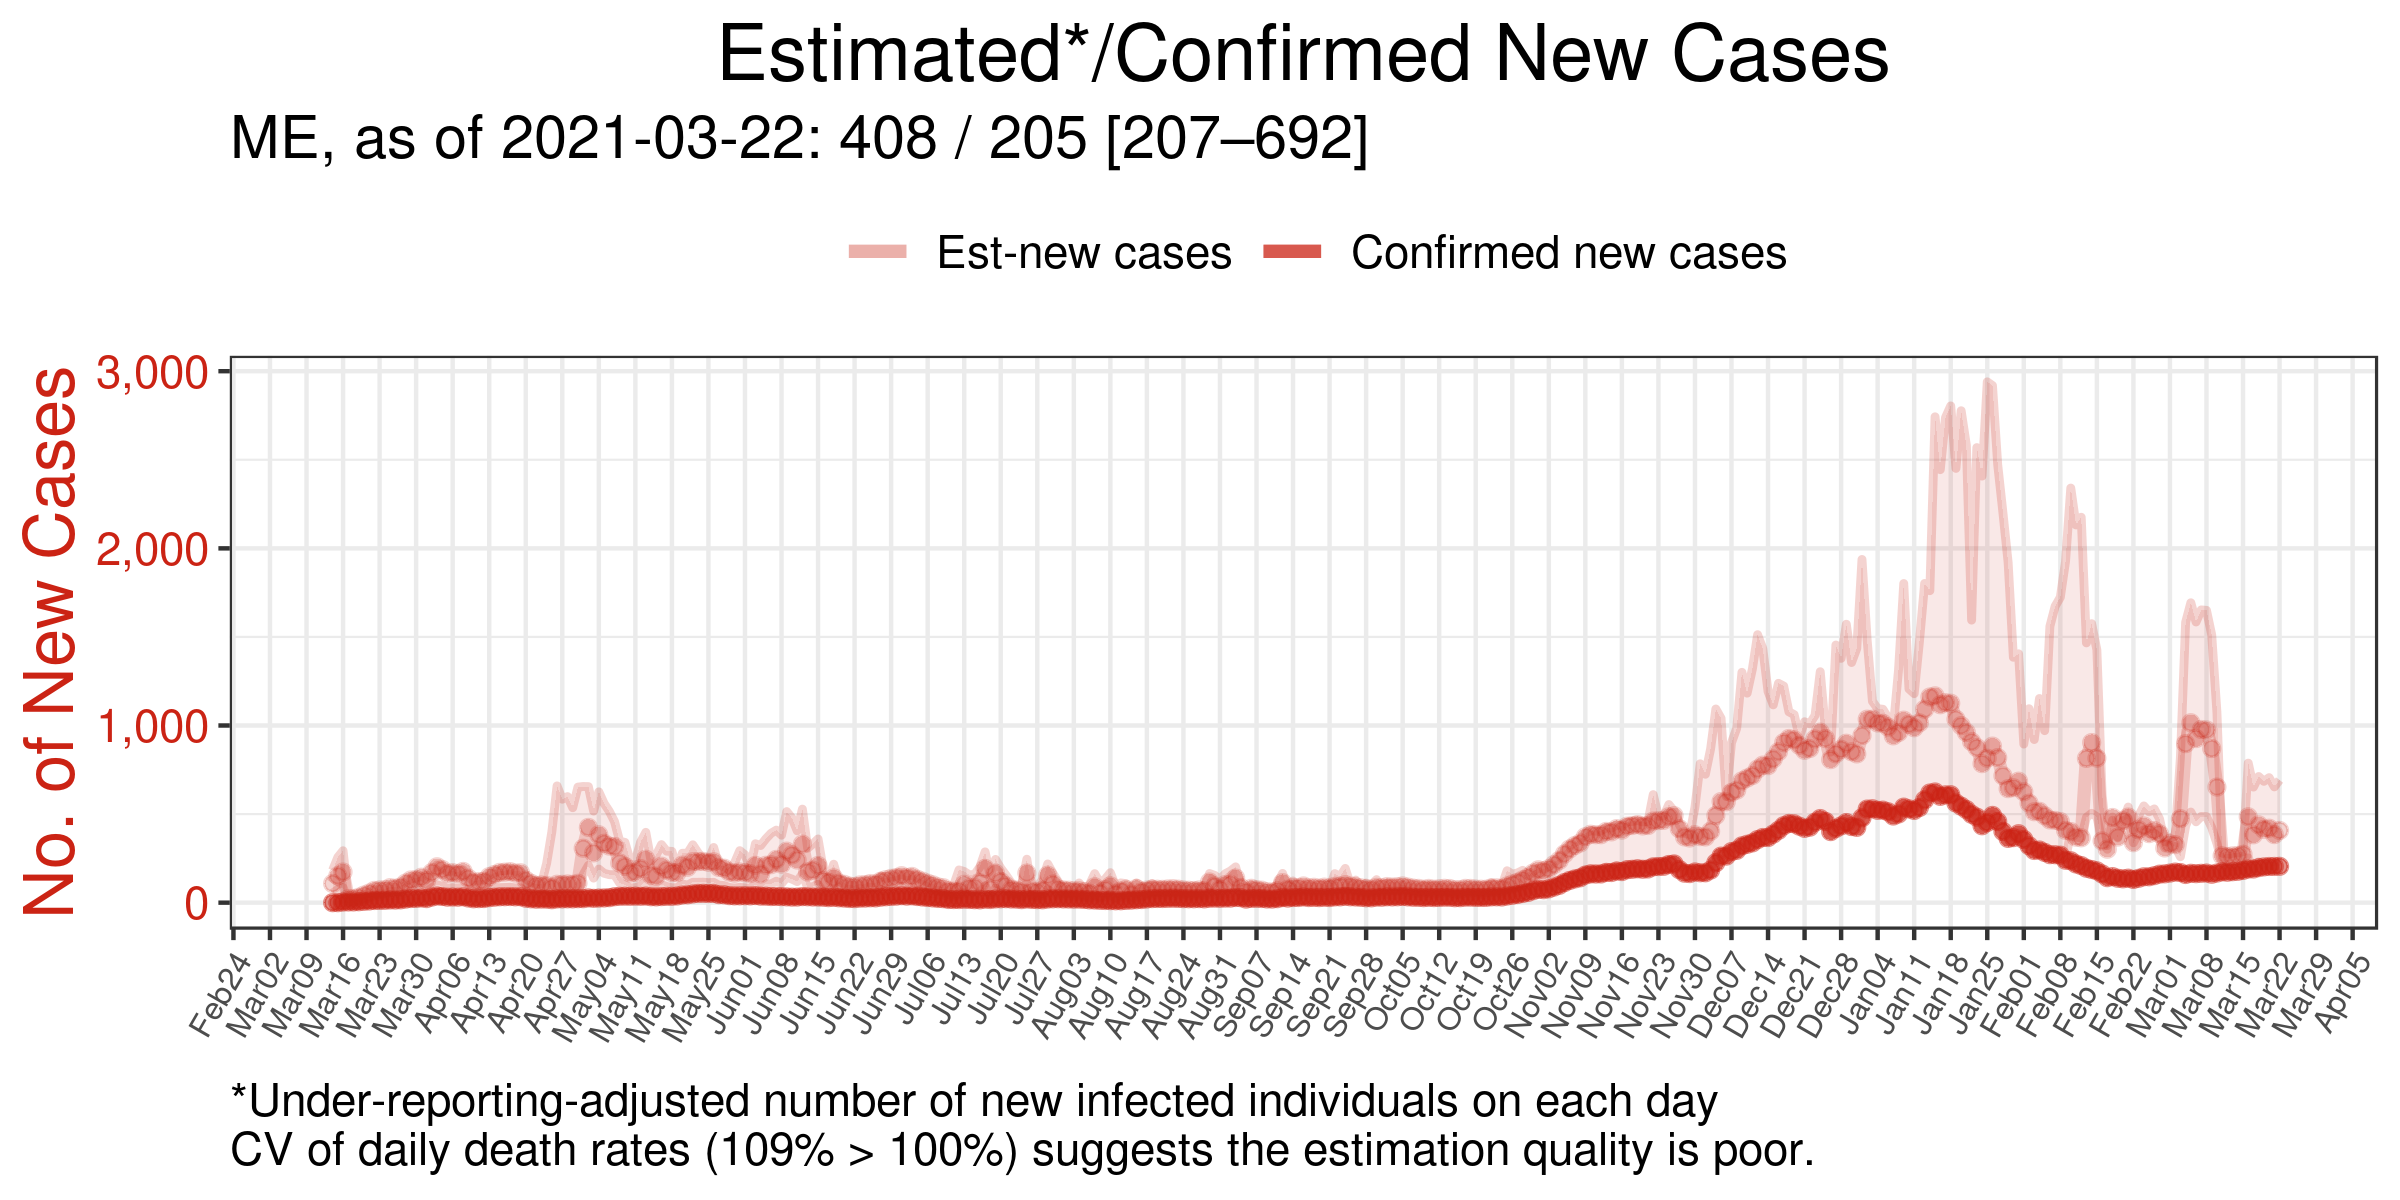 Estimated*/Confirmed New Cases
ME, as of 2021-03-22: 408 / 205 [207–692]
Est-new cases
Confirmed new cases
No. of New Cases
3,000
2,000
1,000
0
Feb24
Mar02
Mar09
Mar16
Mar23
Mar30
Apr06
Apr13
Apr20
Apr27
May04
May11
May18
May25
Jun01
Jun08
Jun15
Jun22
Jun29
Jul06
Jul13
Jul20
Jul27
Aug03
Aug10
Aug17
Aug24
Aug31
Sep07
Sep14
Sep21
Sep28
Oct05
Oct12
Oct19
Oct26
Nov02
Nov09
Nov16
Nov23
Nov30
Dec07
Dec14
Dec21
Dec28
Jan04
Jan11
Jan18
Jan25
Feb01
Feb08
Feb15
Feb22
Mar01
Mar08
Mar15
Mar22
Mar29
Apr05
*Under-reporting-adjusted number of new infected individuals on each day
CV of daily death rates (109% > 100%) suggests the estimation quality is poor.